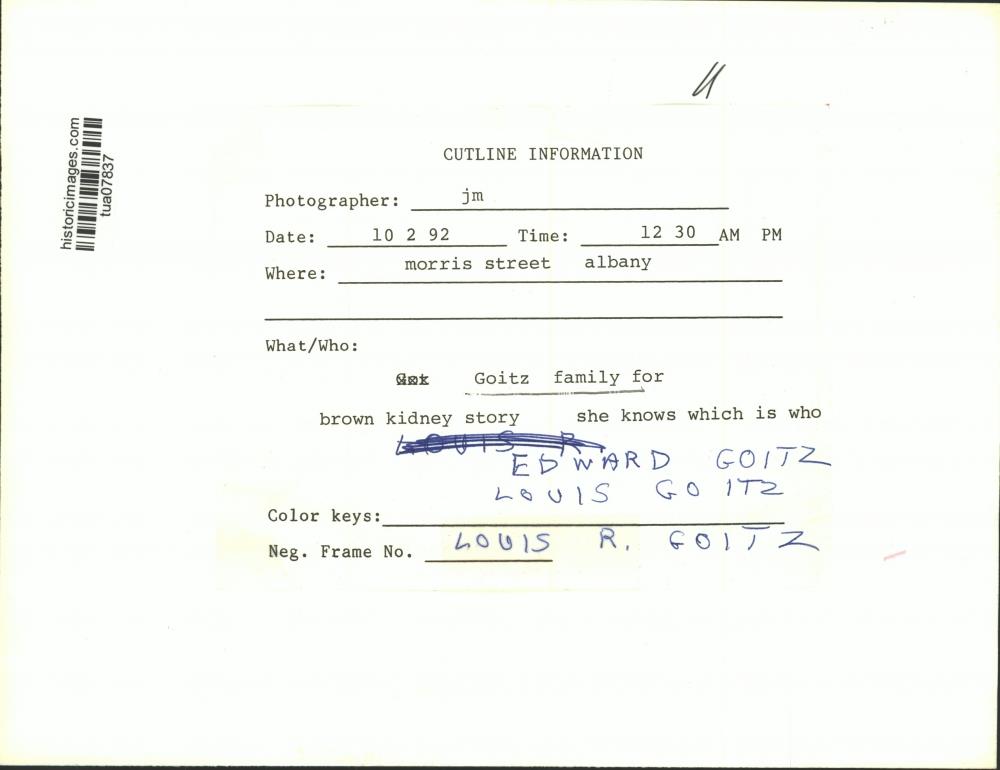 historicimages.com
tua07837
CUTLINE INFORMATION
Photographer: jm
Date: 10 2 92 Time: 12 30 AM PM
Where: morris street albany
What/Who:
Goitz family for
brown kidney story she knows which is who
LOUIS R.
EDWARD GOITZ
LOUIS GOITZ
Color keys:
Neg. Frame No. LOUIS R. GOITZ